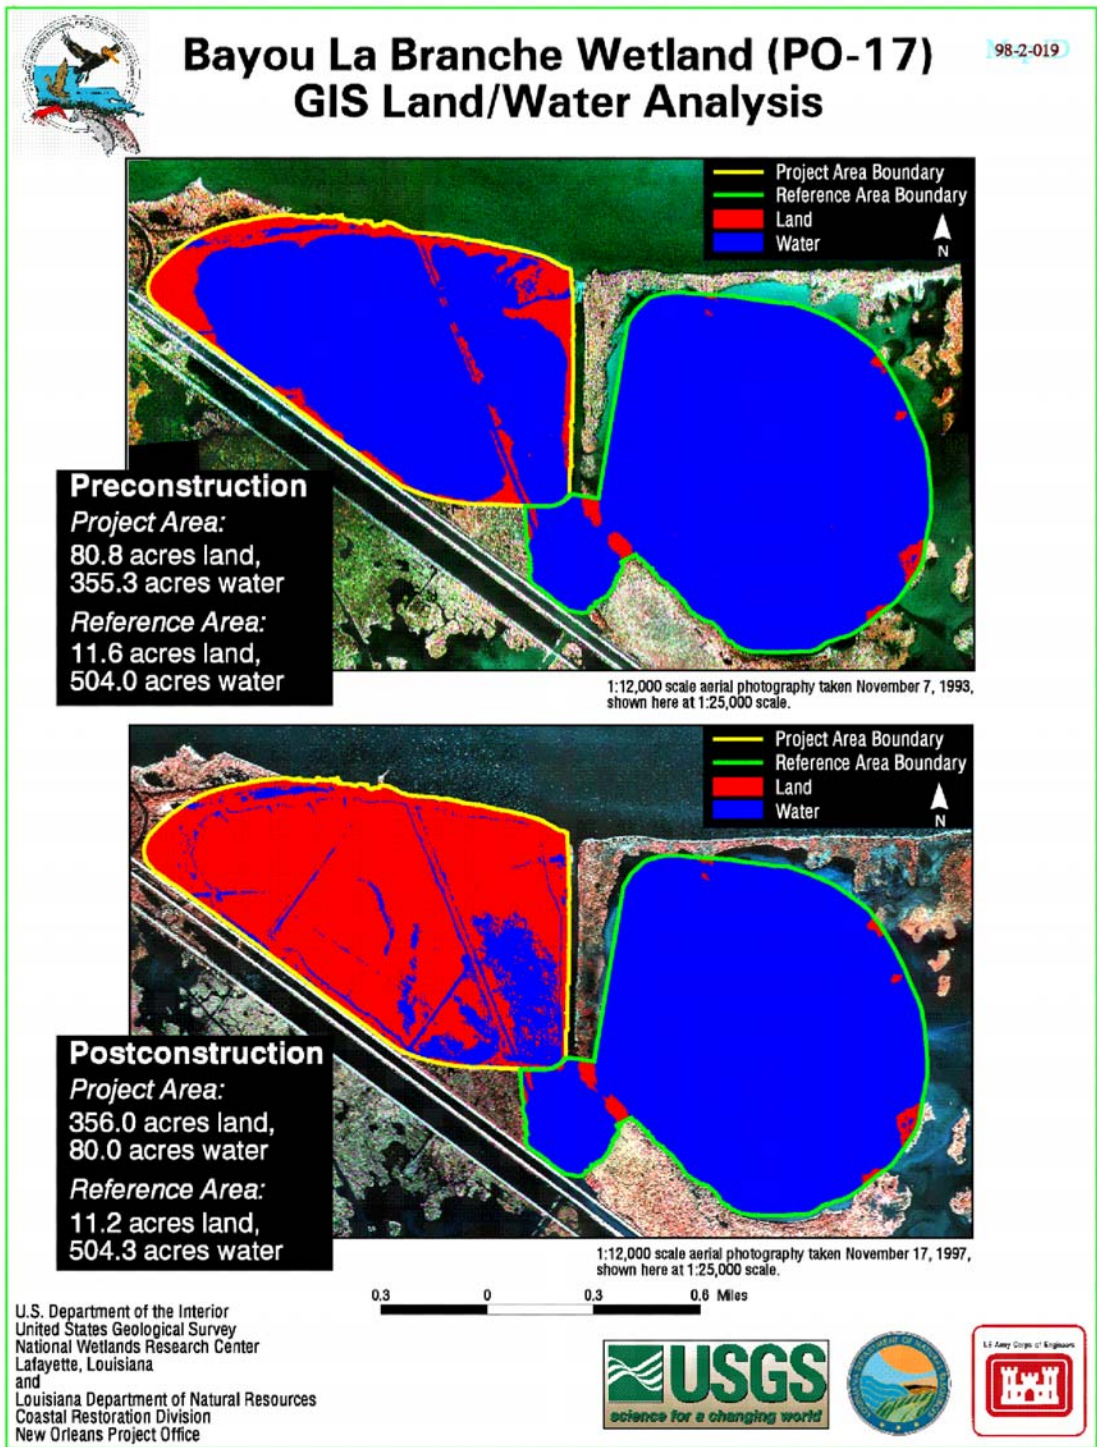 Bayou La Branche Wetland (PO-17)
GIS Land/Water Analysis
98-2-019
Project Area Boundary
Reference Area Boundary
Land
Water
N
Preconstruction
Project Area:
80.8 acres land,
355.3 acres water
Reference Area:
11.6 acres land,
504.0 acres water
1:12,000 scale aerial photography taken November 7, 1993,
shown here at 1:25,000 scale.
Project Area Boundary
Reference Area Boundary
Land
Water
N
Postconstruction
Project Area:
356.0 acres land,
80.0 acres water
Reference Area:
11.2 acres land,
504.3 acres water
1:12,000 scale aerial photography taken November 17, 1997,
shown here at 1:25,000 scale.
0.3 0 0.3 0.6 Miles
U.S. Department of the Interior
United States Geological Survey
National Wetlands Research Center
Lafayette, Louisiana
and
Louisiana Department of Natural Resources
Coastal Restoration Division
New Orleans Project Office
USGS
science for a changing world
US Army Corps of Engineers